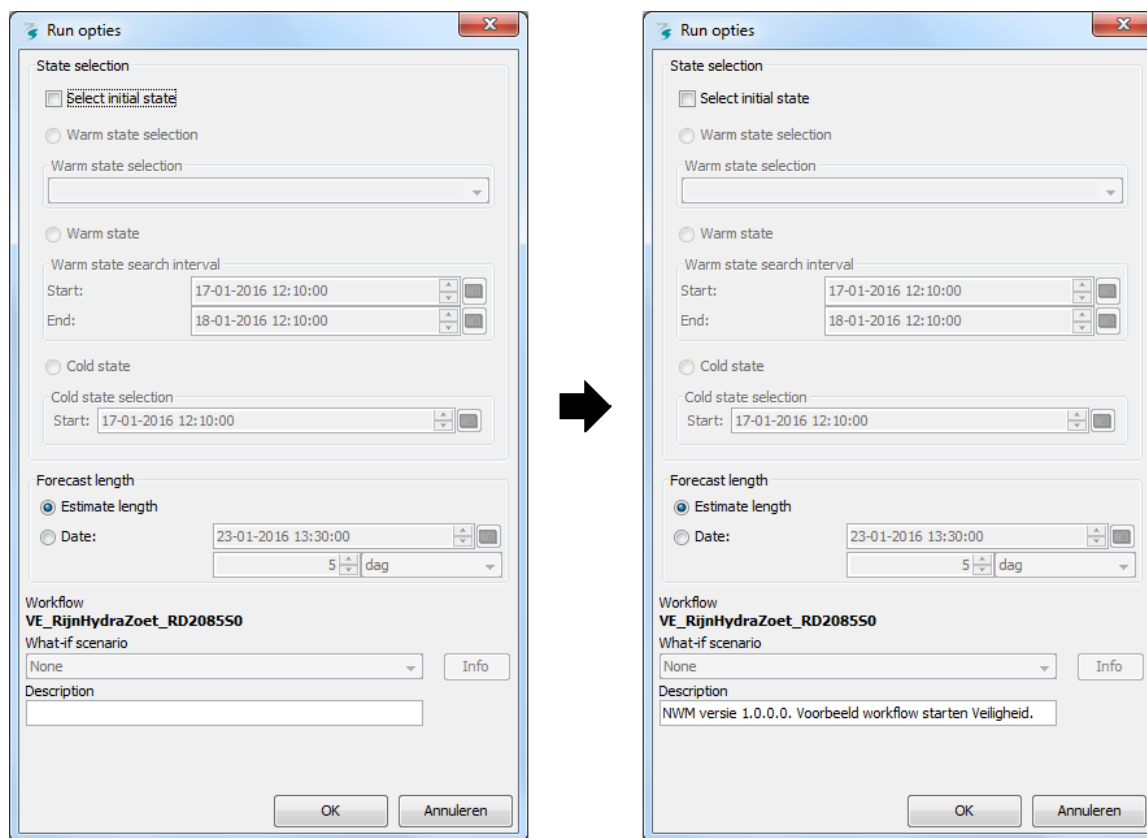 Run opties
State selection
Select initial state
Warm state selection
Warm state selection
Warm state
Warm state search interval
Start: 17-01-2016 12:10:00
End: 18-01-2016 12:10:00
Cold state
Cold state selection
Start: 17-01-2016 12:10:00
Forecast length
Estimate length
Date: 23-01-2016 13:30:00
5 dag
Workflow
VE_RijnHydraZoet_RD2085S0
What-if scenario
None Info
Description
OK Annuleren
Run opties
State selection
Select initial state
Warm state selection
Warm state selection
Warm state
Warm state search interval
Start: 17-01-2016 12:10:00
End: 18-01-2016 12:10:00
Cold state
Cold state selection
Start: 17-01-2016 12:10:00
Forecast length
Estimate length
Date: 23-01-2016 13:30:00
5 dag
Workflow
VE_RijnHydraZoet_RD2085S0
What-if scenario
None Info
Description
NWM versie 1.0.0.0. Voorbeeld workflow starten Veiligheid.
OK Annuleren